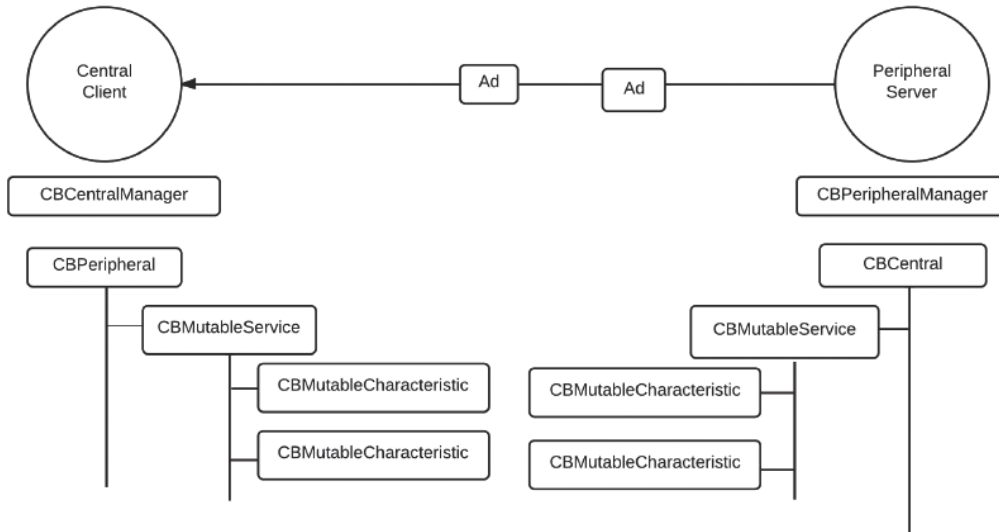 Central
Client
Ad
Ad
Peripheral
Server
CBCentralManager
CBPeripheralManager
CBPeripheral
CBCentral
CBMutableService
CBMutableService
CBMutableCharacteristic
CBMutableCharacteristic
CBMutableCharacteristic
CBMutableCharacteristic